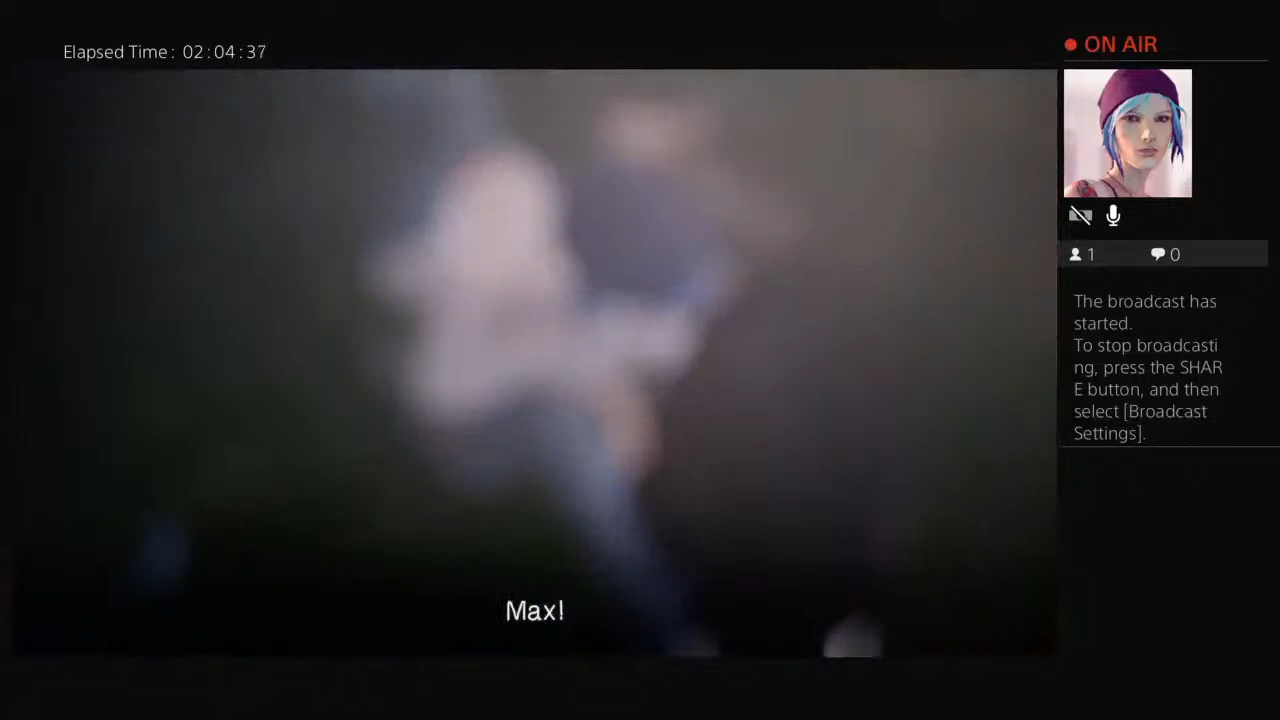 Elapsed Time: 02:04:37
ON AIR
1 0
The broadcast has
started.
To stop broadcasti
ng, press the SHAR
E button, and then
select [Broadcast
Settings].
Max!